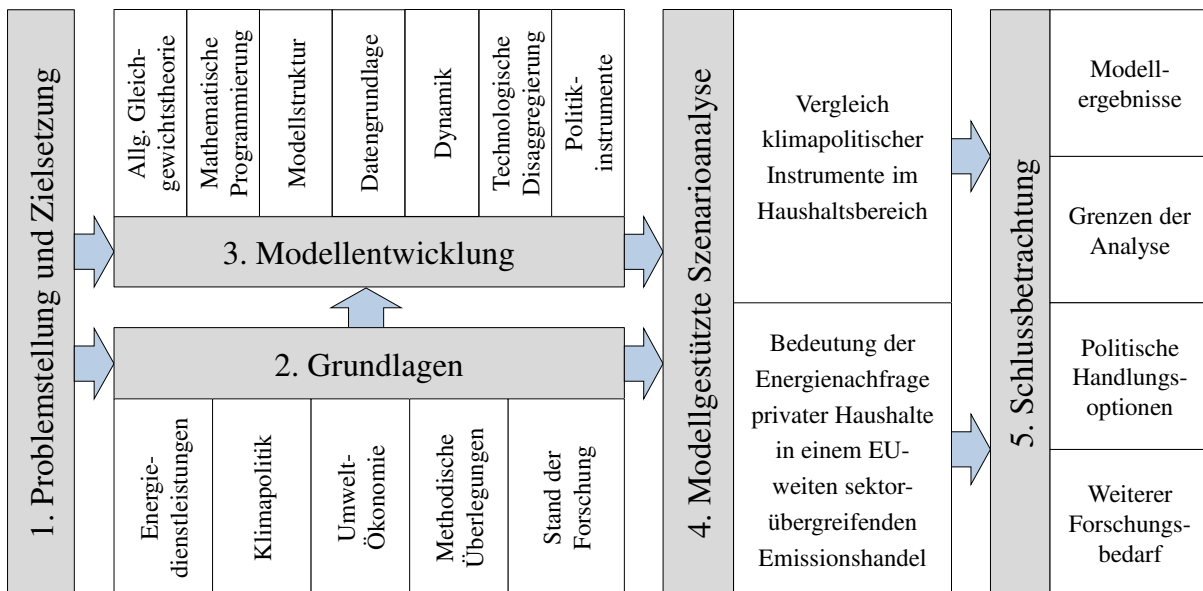 1. Problemstellung und Zielsetzung
Allg. Gleich-
gewichtstheorie
Mathematische
Programmierung
Modellstruktur
Datengrundlage
Dynamik
Technologische
Disaggregierung
Politik-
instrumente
3. Modellentwicklung
2. Grundlagen
Energie-
dienstleistungen
Klimapolitik
Umwelt-
Ökonomie
Methodische
Überlegungen
Stand der
Forschung
4. Modellgestützte Szenarioanalyse
Vergleich
klimapolitischer
Instrumente im
Haushaltsbereich
Bedeutung der
Energienachfrage
privater Haushalte
in einem EU-
weiten sektor-
übergreifenden
Emissionshandel
5. Schlussbetrachtung
Modell-
ergebnisse
Grenzen der
Analyse
Politische
Handlungs-
optionen
Weiterer
Forschungs-
bedarf